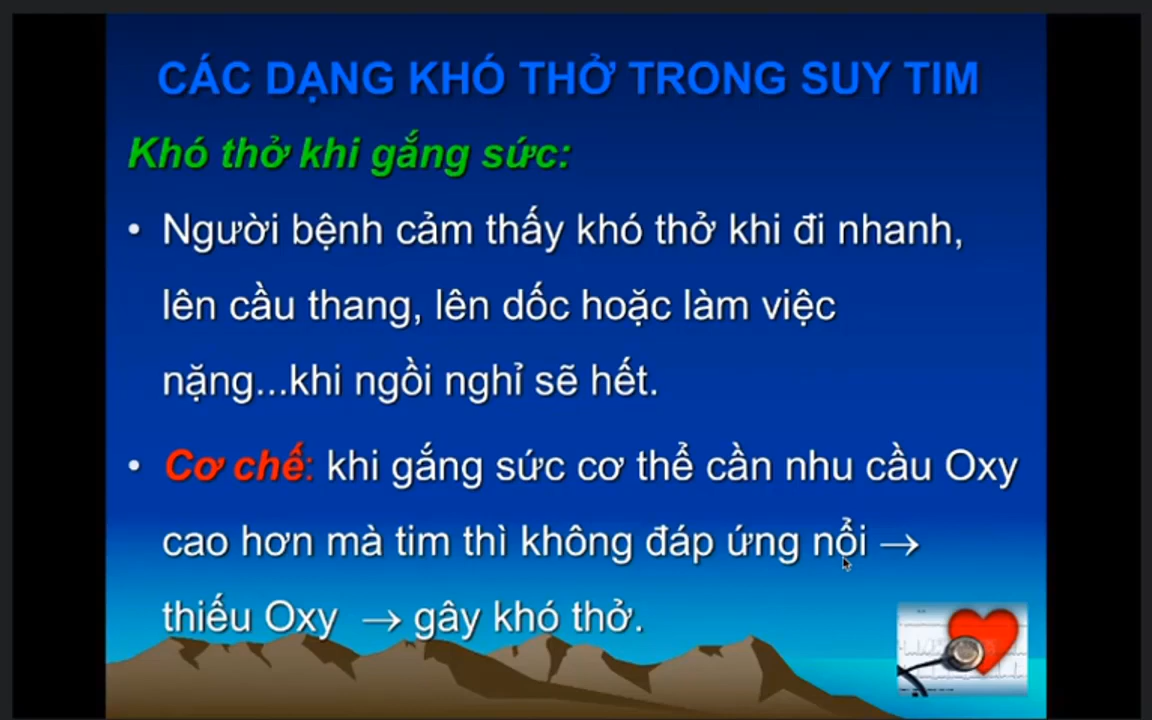 CÁC DẠNG KHÓ THỞ TRONG SUY TIM
Khó thở khi gắng sức:
• Người bệnh cảm thấy khó thở khi đi nhanh,
lên cầu thang, lên dốc hoặc làm việc
nặng...khi ngồi nghỉ sẽ hết.
• Cơ chế: khi gắng sức cơ thể cần nhu cầu Oxy
cao hơn mà tim thì không đáp ứng nổi →
thiếu Oxy → gây khó thở.